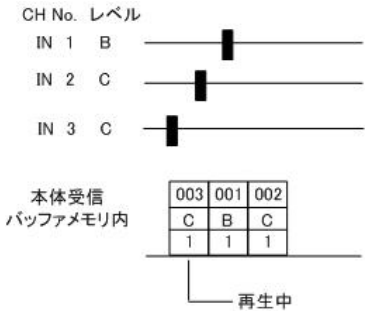 CH No. レベル
IN 1 B
IN 2 C
IN 3 C
本体受信
バッファメモリ内
003 001 002
C B C
1 1 1
再生中